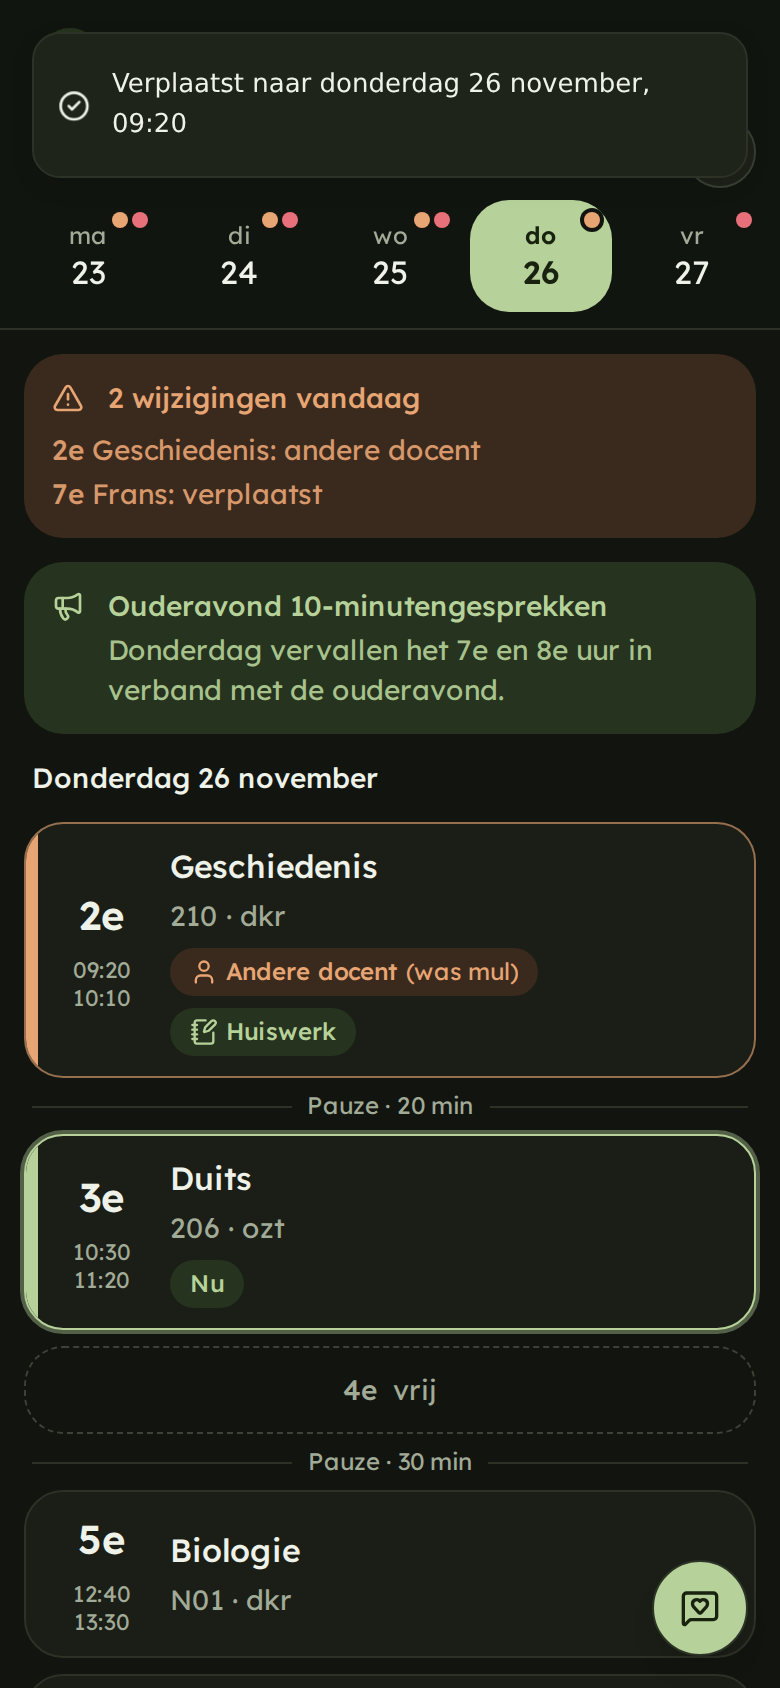 Verplaatst naar donderdag 26 november,
09:20
ma di wo do vr
23 24 25 26 27
2 wijzigingen vandaag
2e Geschiedenis: andere docent
7e Frans: verplaatst
Ouderavond 10-minutengesprekken
Donderdag vervallen het 7e en 8e uur in
verband met de ouderavond.
Donderdag 26 november
Geschiedenis
2e
210 · dkr
09:20
10:10
Andere docent (was mul)
Huiswerk
Pauze · 20 min
Duits
3e
206 · ozt
10:30
11:20
Nu
4e vrij
Pauze · 30 min
5e
Biologie
12:40
N01 · dkr
13:30